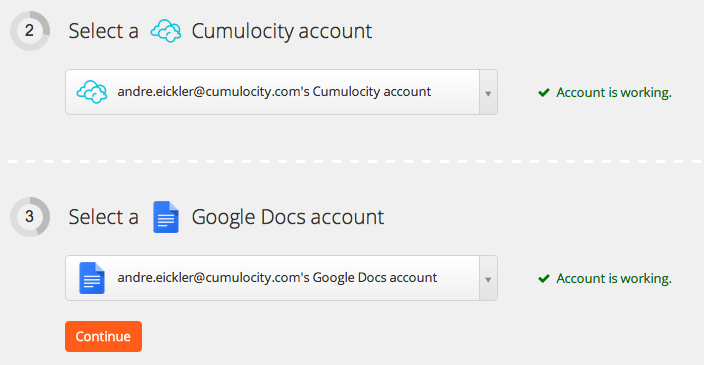 2 Select a Cumulocity account
andre.eickler@cumulocity.com's Cumulocity account
Account is working.
3 Select a Google Docs account
andre.eickler@cumulocity.com's Google Docs account
Account is working.
Continue